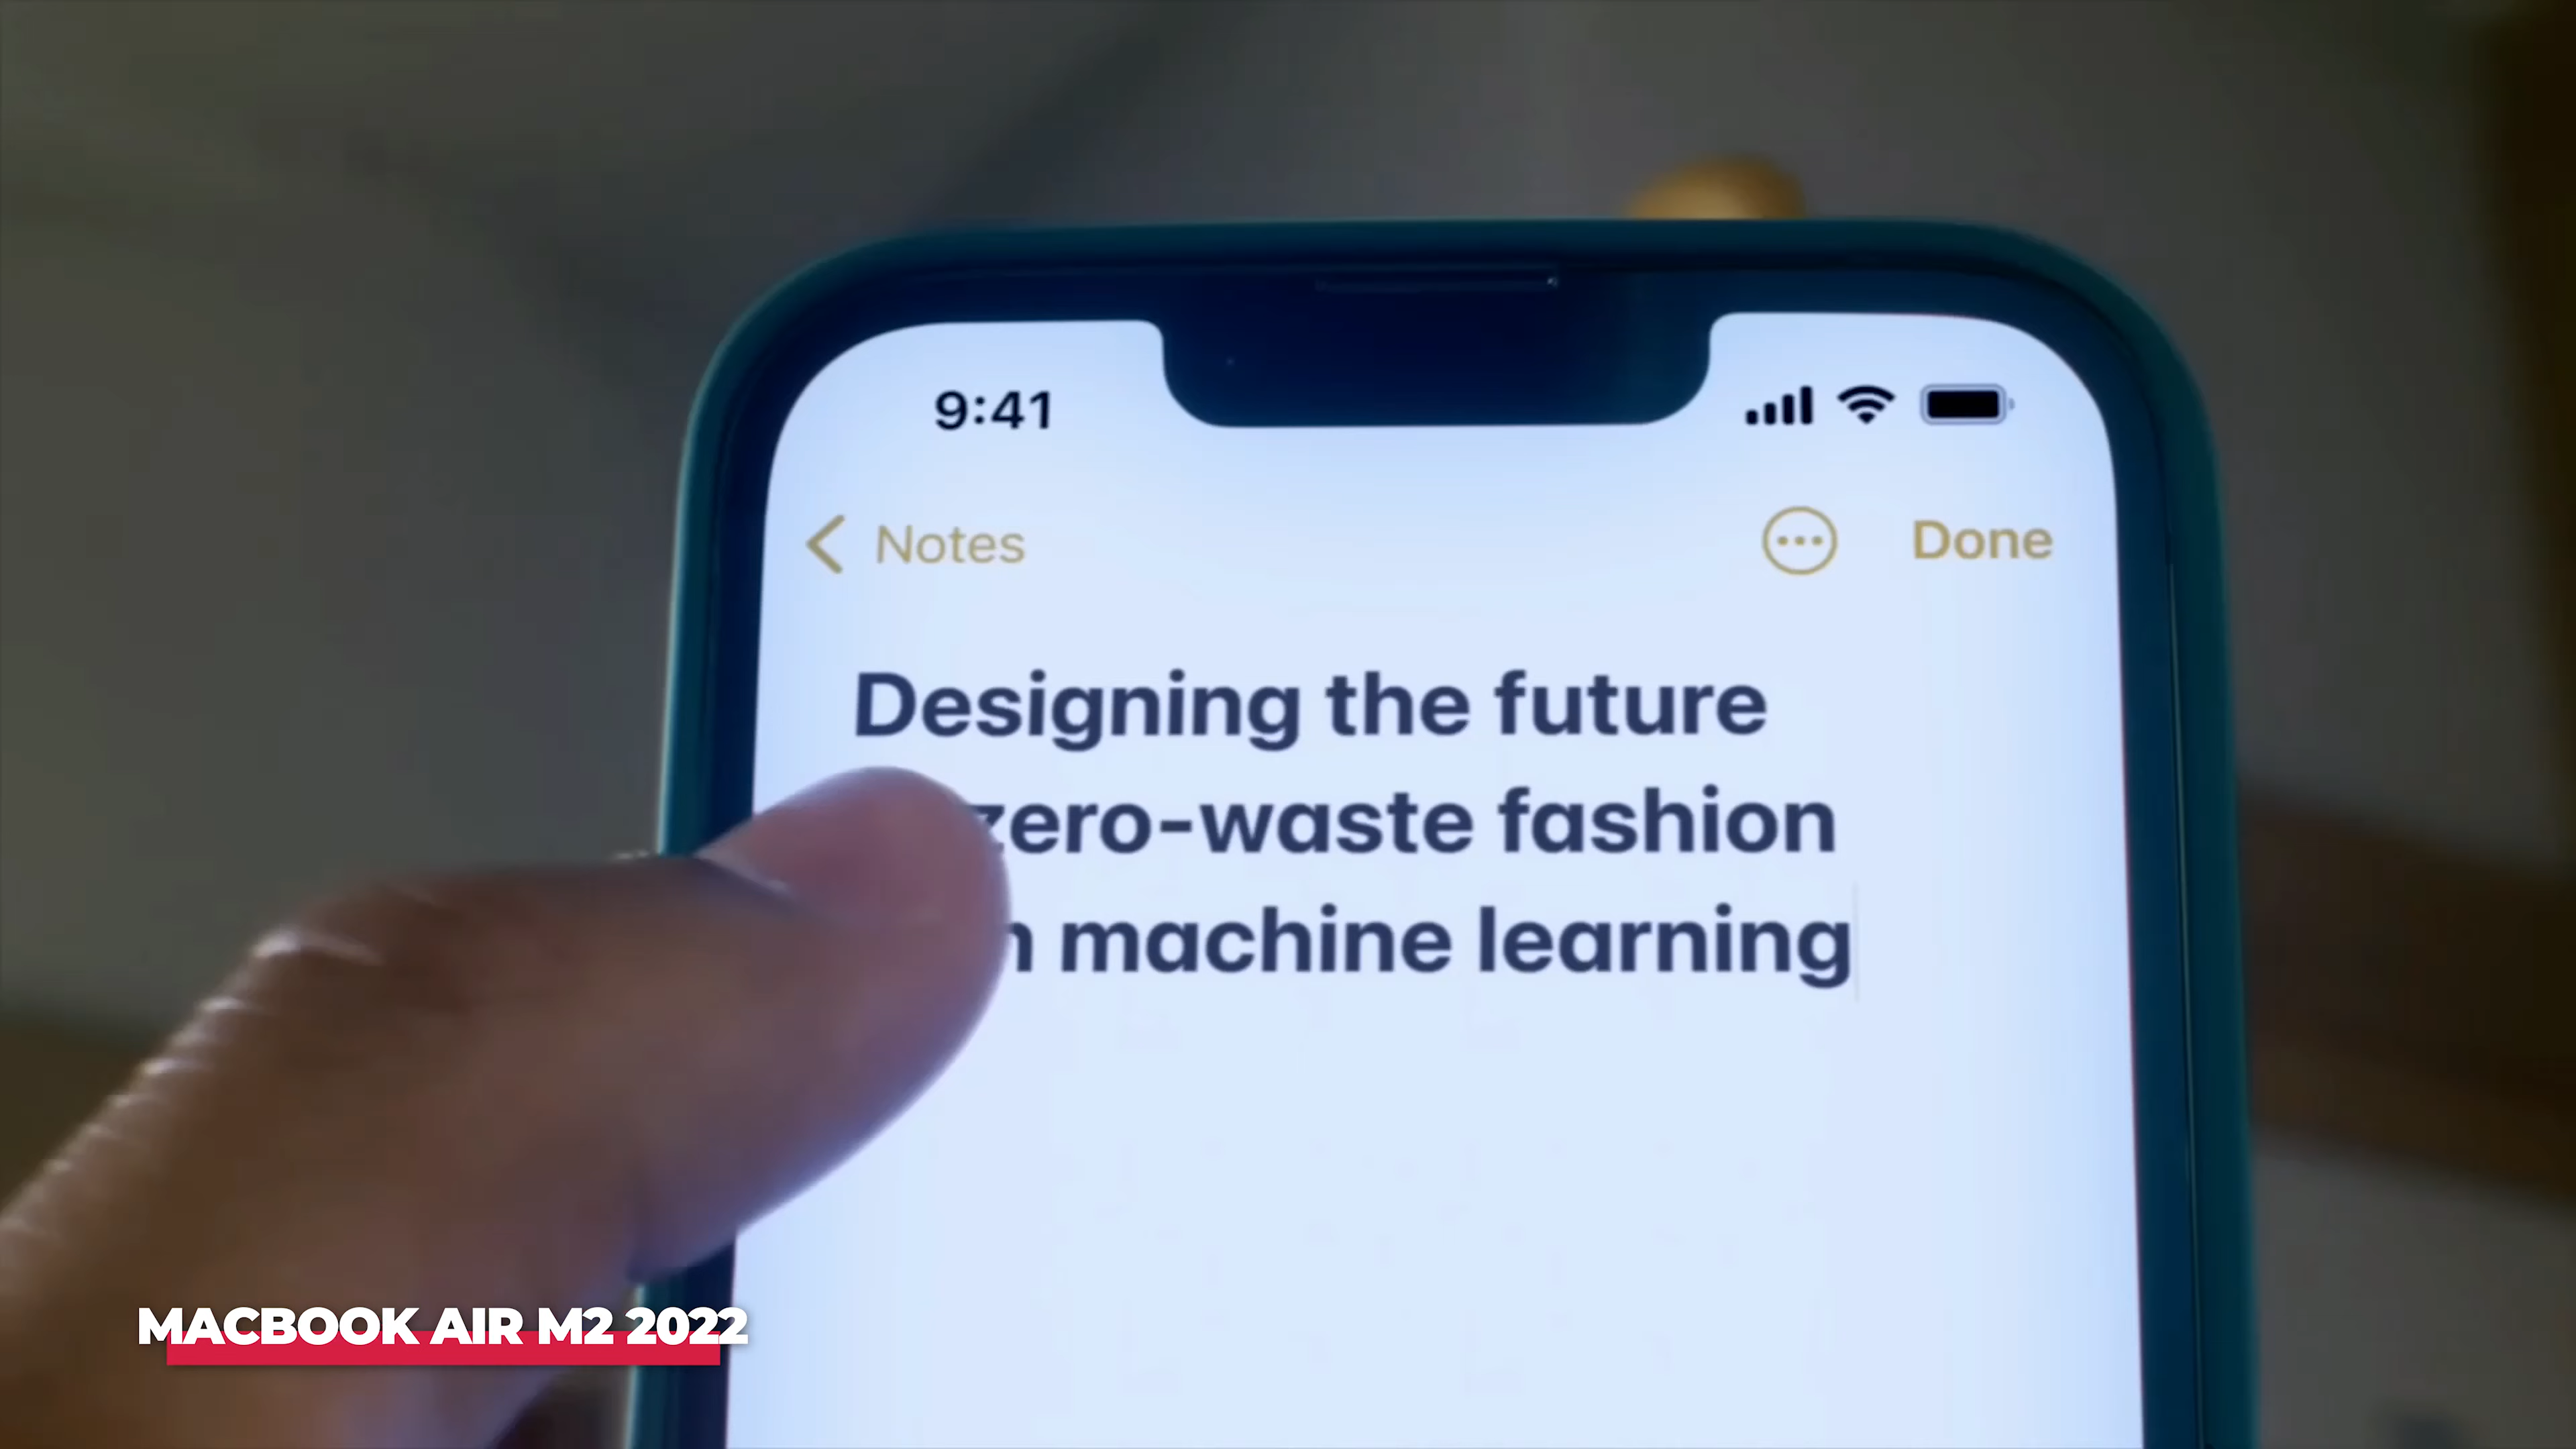 9:41
Notes
Done
Designing the future
zero-waste fashion
machine learning
MACBOOK AIR M2 2022